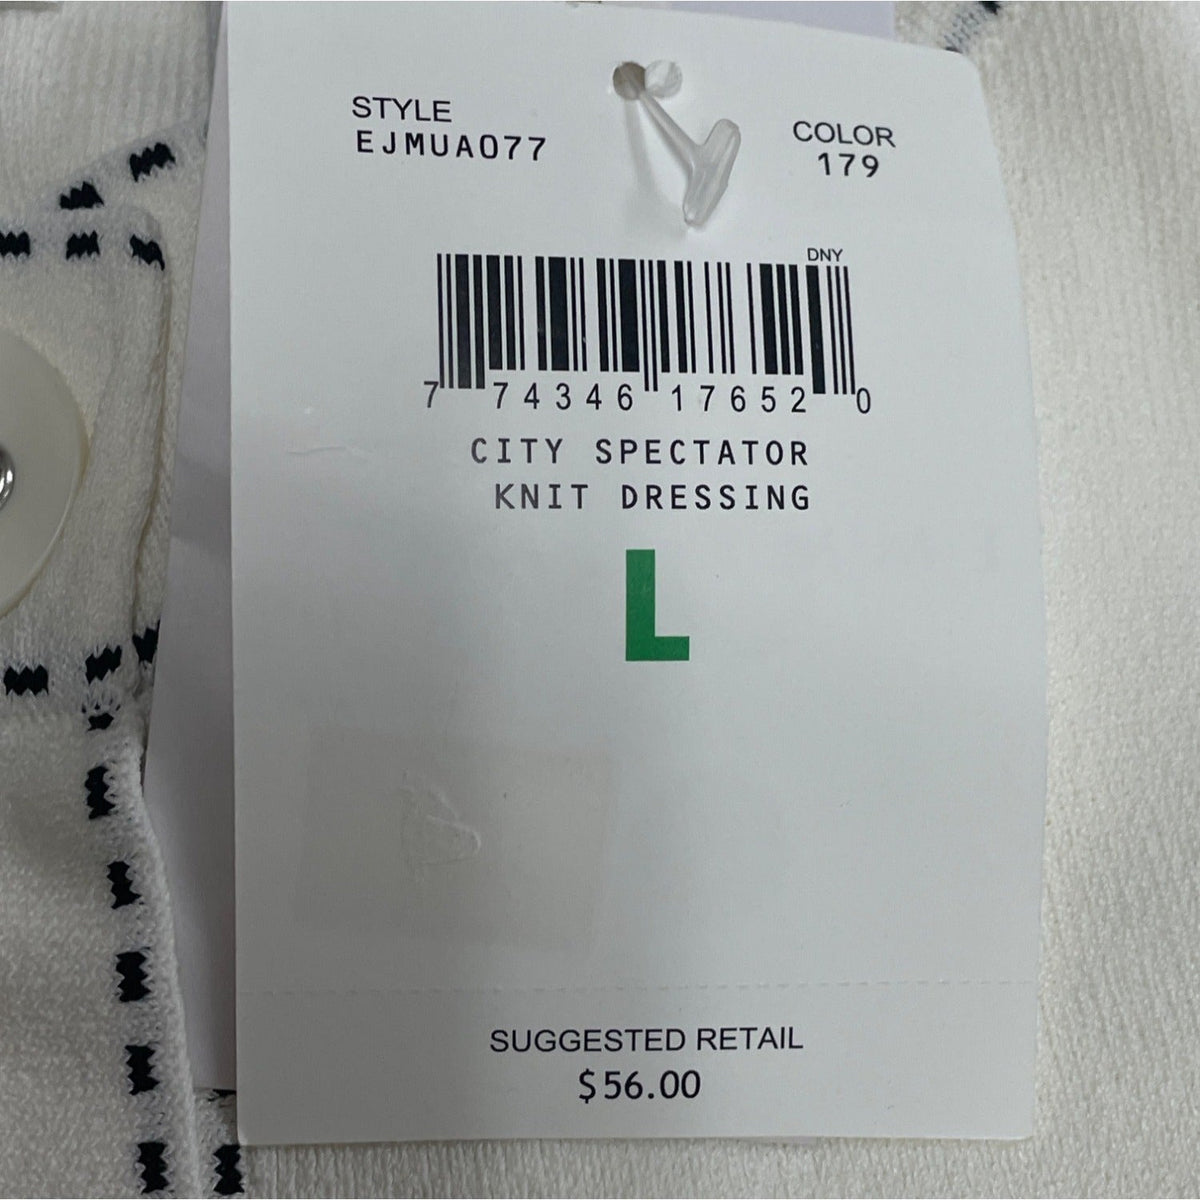 STYLE
EJMUA077
COLOR
179
DNY
7 74346 17652 0
CITY SPECTATOR
KNIT DRESSING
L
SUGGESTED RETAIL
$56.00